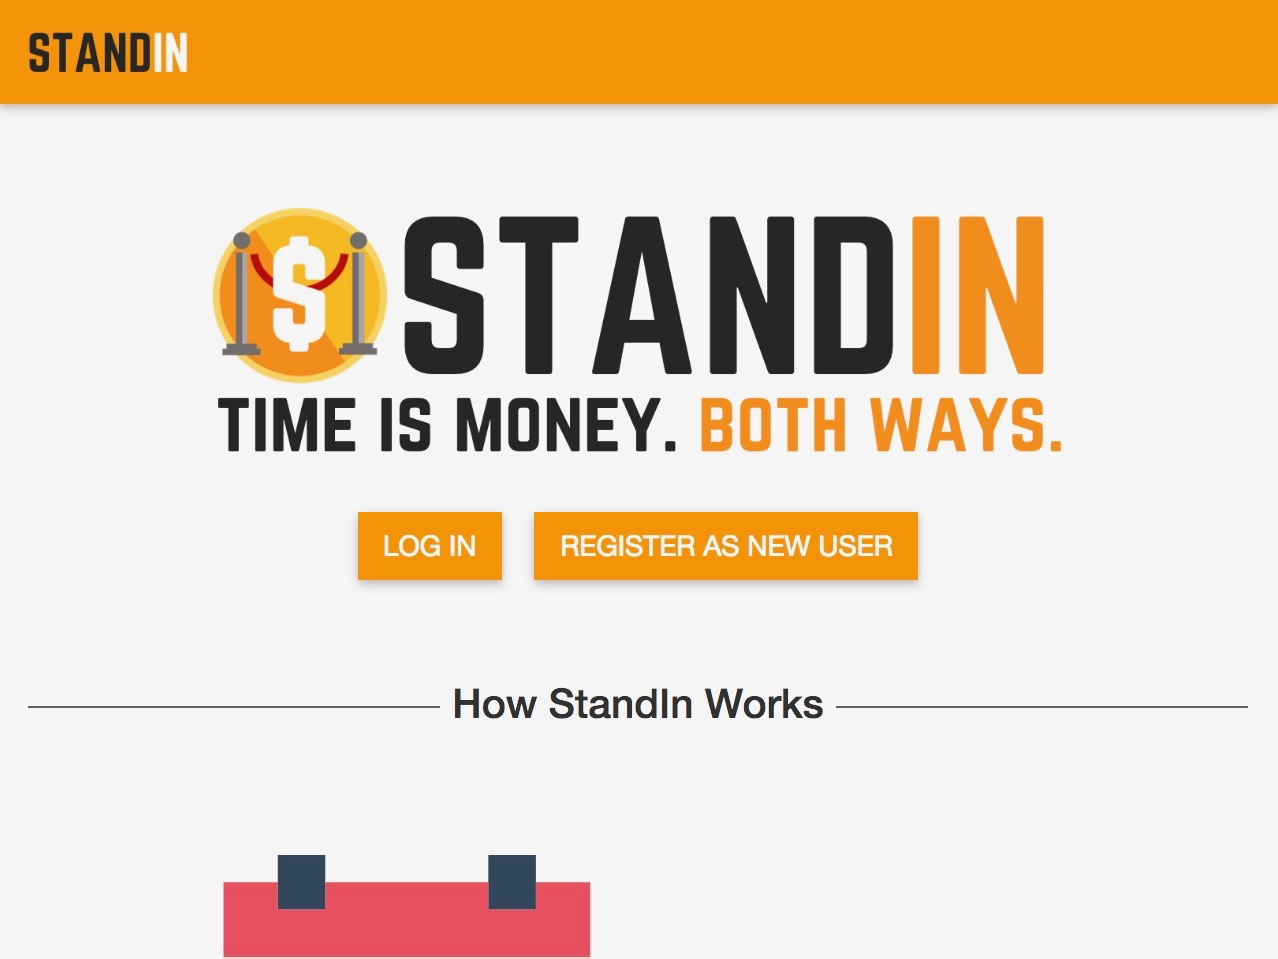 STANDIN
$ STANDIN
TIME IS MONEY. BOTH WAYS.
LOG IN
REGISTER AS NEW USER
How StandIn Works